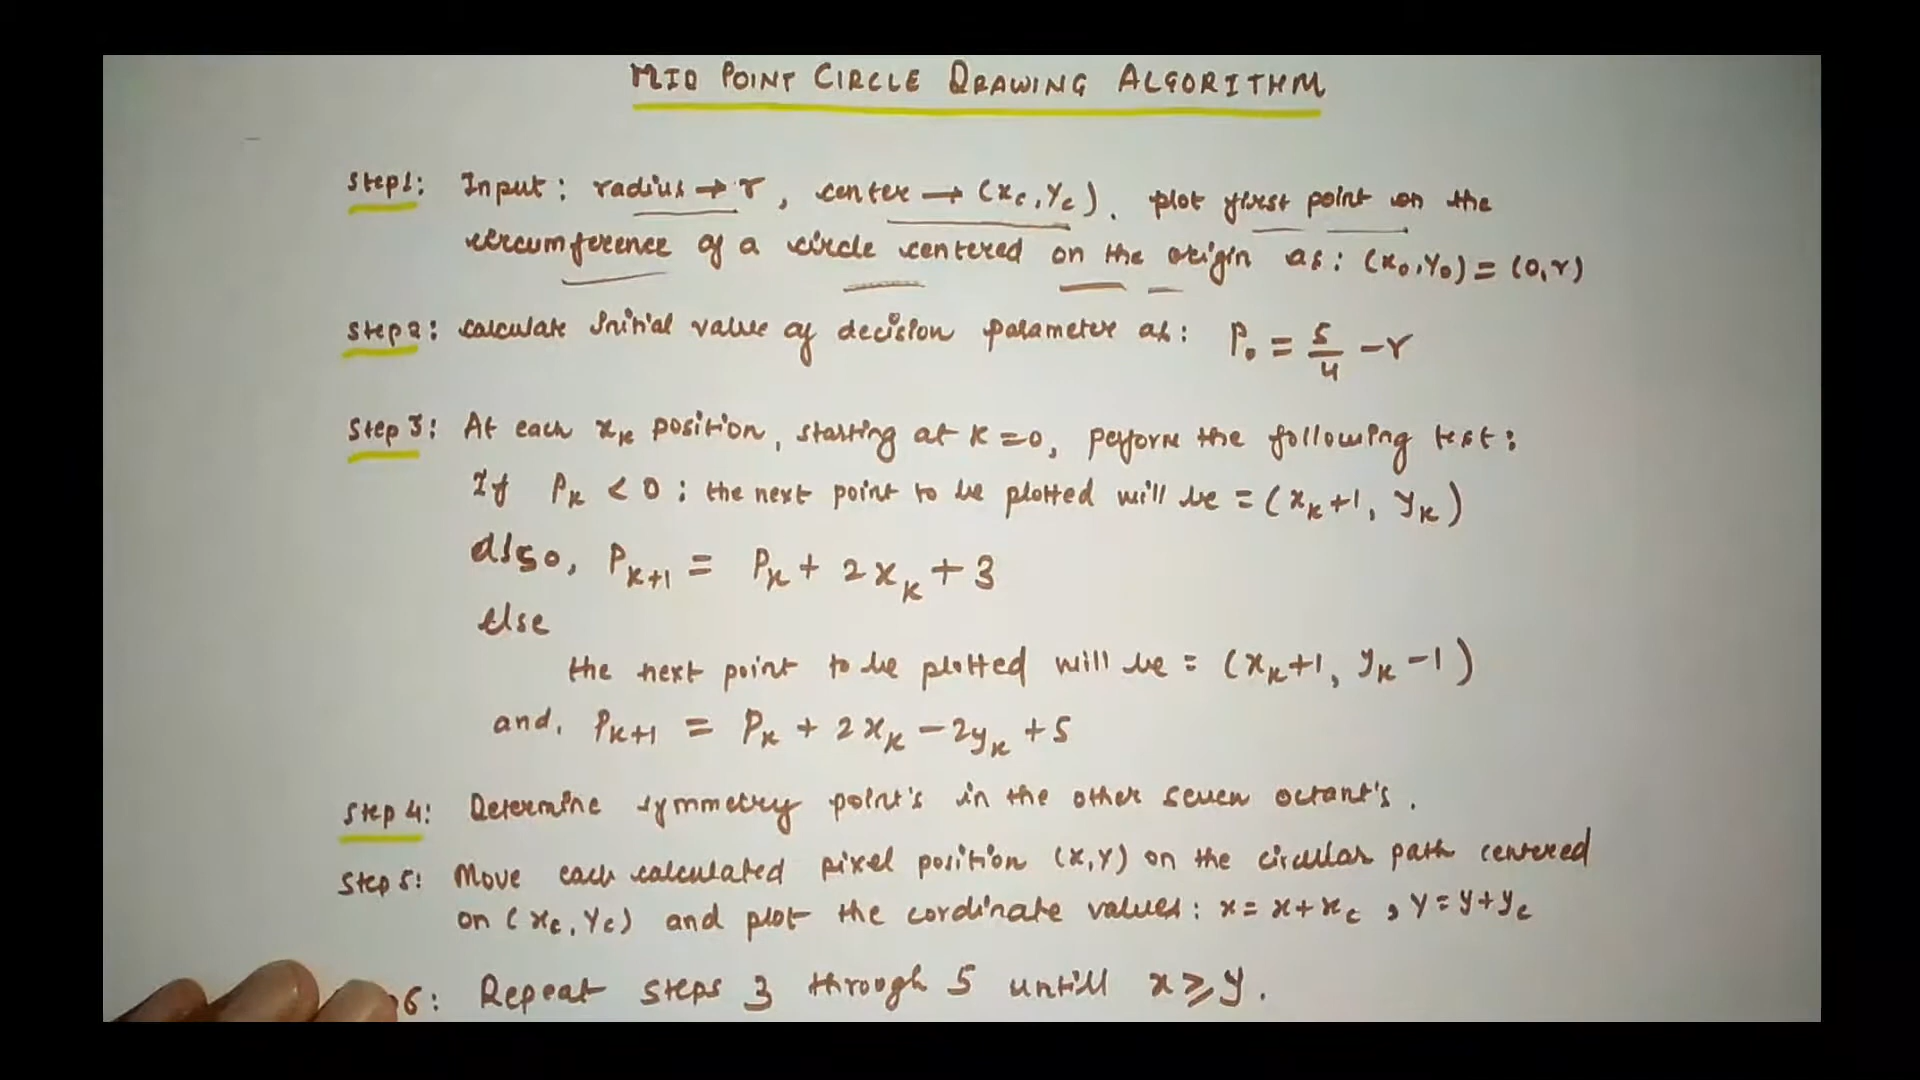 MID POINT CIRCLE DRAWING ALGORITHM
Step1: Input: radius → r, center → (xc, Yc). plot first point on the
circumference of a circle centered on the origin as: (x0, Y0) = (0, r)
Step 2: calculate Initial value of decision parameter as: P0 = 5/4 - r
Step 3: At each xk position, starting at K=0, perform the following test:
If Pk < 0 : the next point to be plotted will be = (xk+1, yk)
also, Pk+1 = Pk + 2xk + 3
else
the next point to be plotted will be = (xk+1, yk-1)
and, Pk+1 = Pk + 2xk - 2yk + 5
Step 4: Determine symmetry point's in the other seven octant's.
Step 5: Move each calculated pixel position (x,y) on the circular path centered
on (xc, Yc) and plot the cordinate values: x = x+xc, y = y+yc
6: Repeat steps 3 through 5 untill x ≥ y.